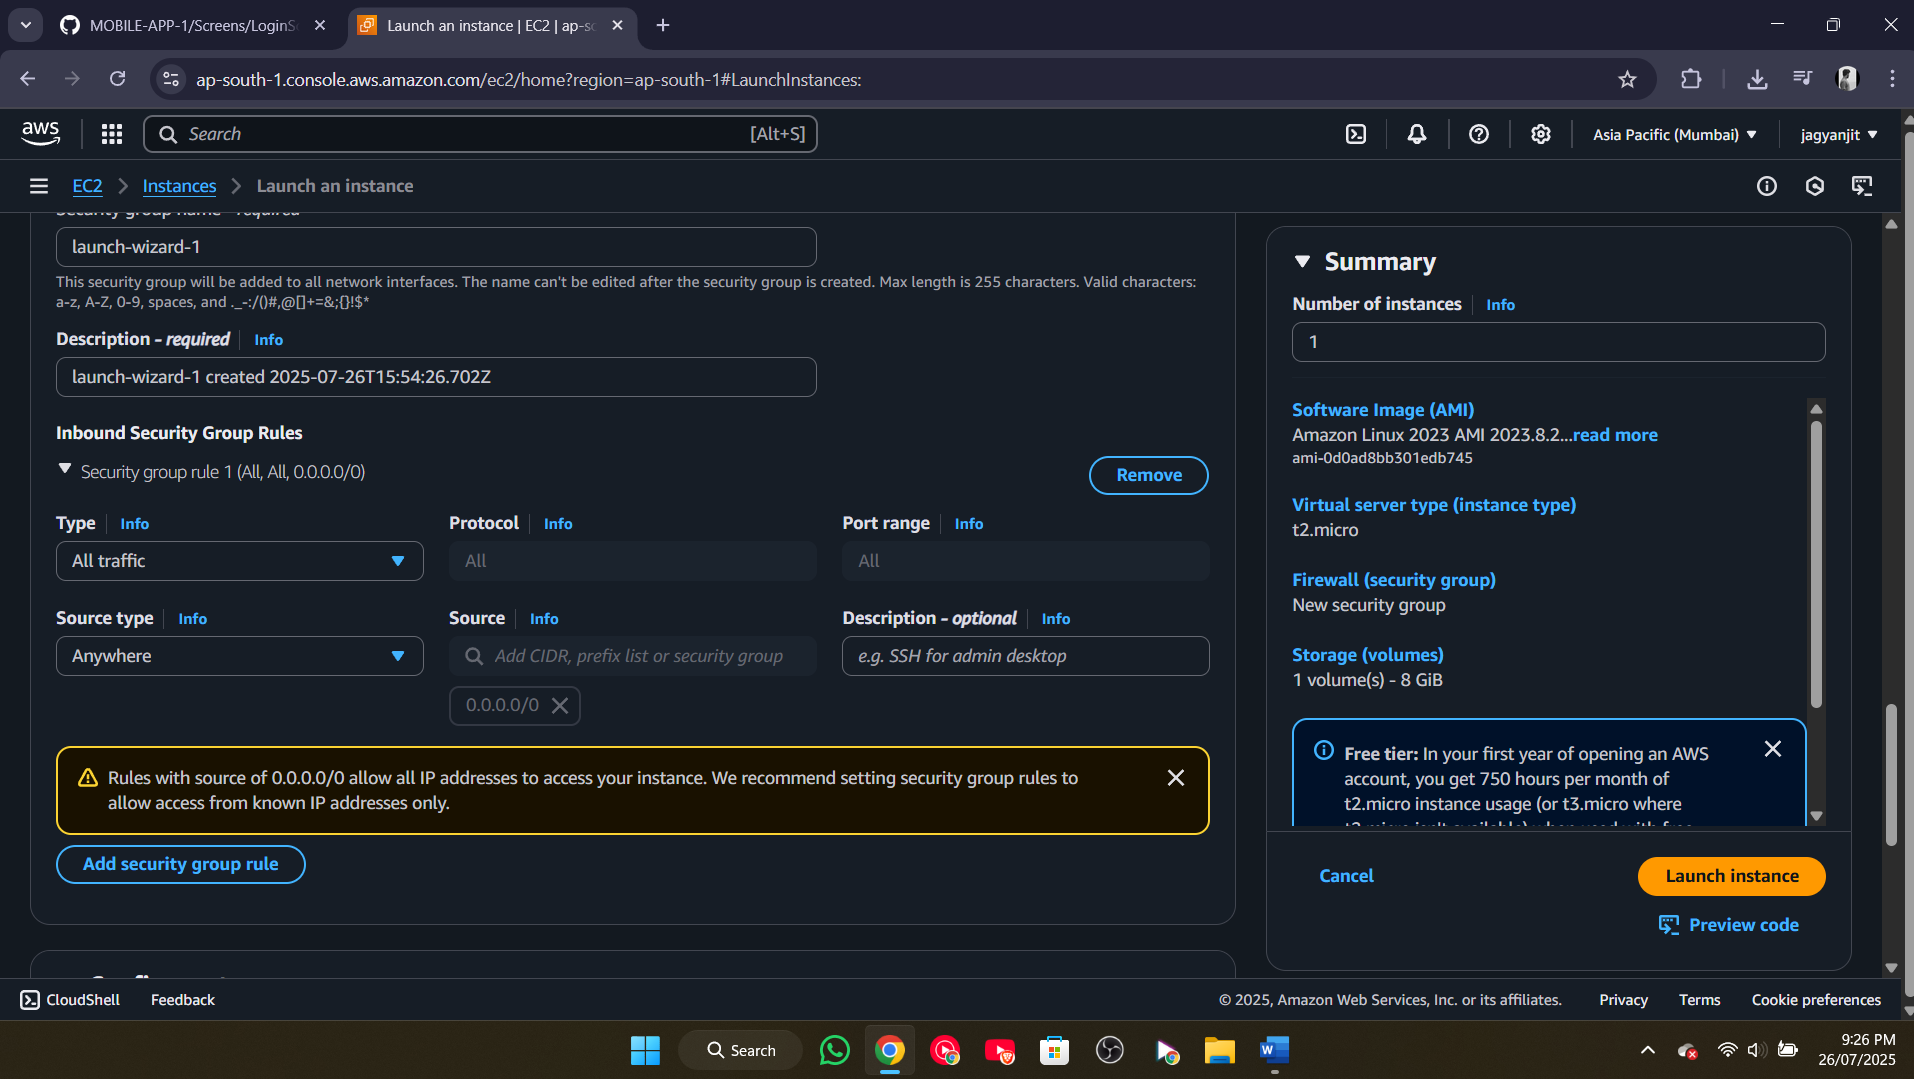 MOBILE-APP-1/Screens/LoginS
Launch an instance | EC2 | ap-so
ap-south-1.console.aws.amazon.com/ec2/home?region=ap-south-1#LaunchInstances:
aws
Search
[Alt+S]
Asia Pacific (Mumbai)
jagyanjit
EC2
Instances
Launch an instance
Security group name - required
launch-wizard-1
This security group will be added to all network interfaces. The name can't be edited after the security group is created. Max length is 255 characters. Valid characters:
a-z, A-Z, 0-9, spaces, and ._-:/()#,@[]+=&;{}!$*
Description - required
Info
launch-wizard-1 created 2025-07-26T15:54:26.702Z
Inbound Security Group Rules
Security group rule 1 (All, All, 0.0.0.0/0)
Remove
Type
Info
Protocol
Info
Port range
Info
All traffic
All
All
Source type
Info
Source
Info
Description - optional
Info
Anywhere
Add CIDR, prefix list or security group
e.g. SSH for admin desktop
0.0.0.0/0
Rules with source of 0.0.0.0/0 allow all IP addresses to access your instance. We recommend setting security group rules to
allow access from known IP addresses only.
Add security group rule
Summary
Number of instances
Info
1
Software Image (AMI)
Amazon Linux 2023 AMI 2023.8.2...read more
ami-0d0ad8bb301edb745
Virtual server type (instance type)
t2.micro
Firewall (security group)
New security group
Storage (volumes)
1 volume(s) - 8 GiB
Free tier: In your first year of opening an AWS
account, you get 750 hours per month of
t2.micro instance usage (or t3.micro where
t2.micro isn't available) when used with free
Cancel
Launch instance
Preview code
CloudShell
Feedback
© 2025, Amazon Web Services, Inc. or its affiliates.
Privacy
Terms
Cookie preferences
Search
9:26 PM
26/07/2025